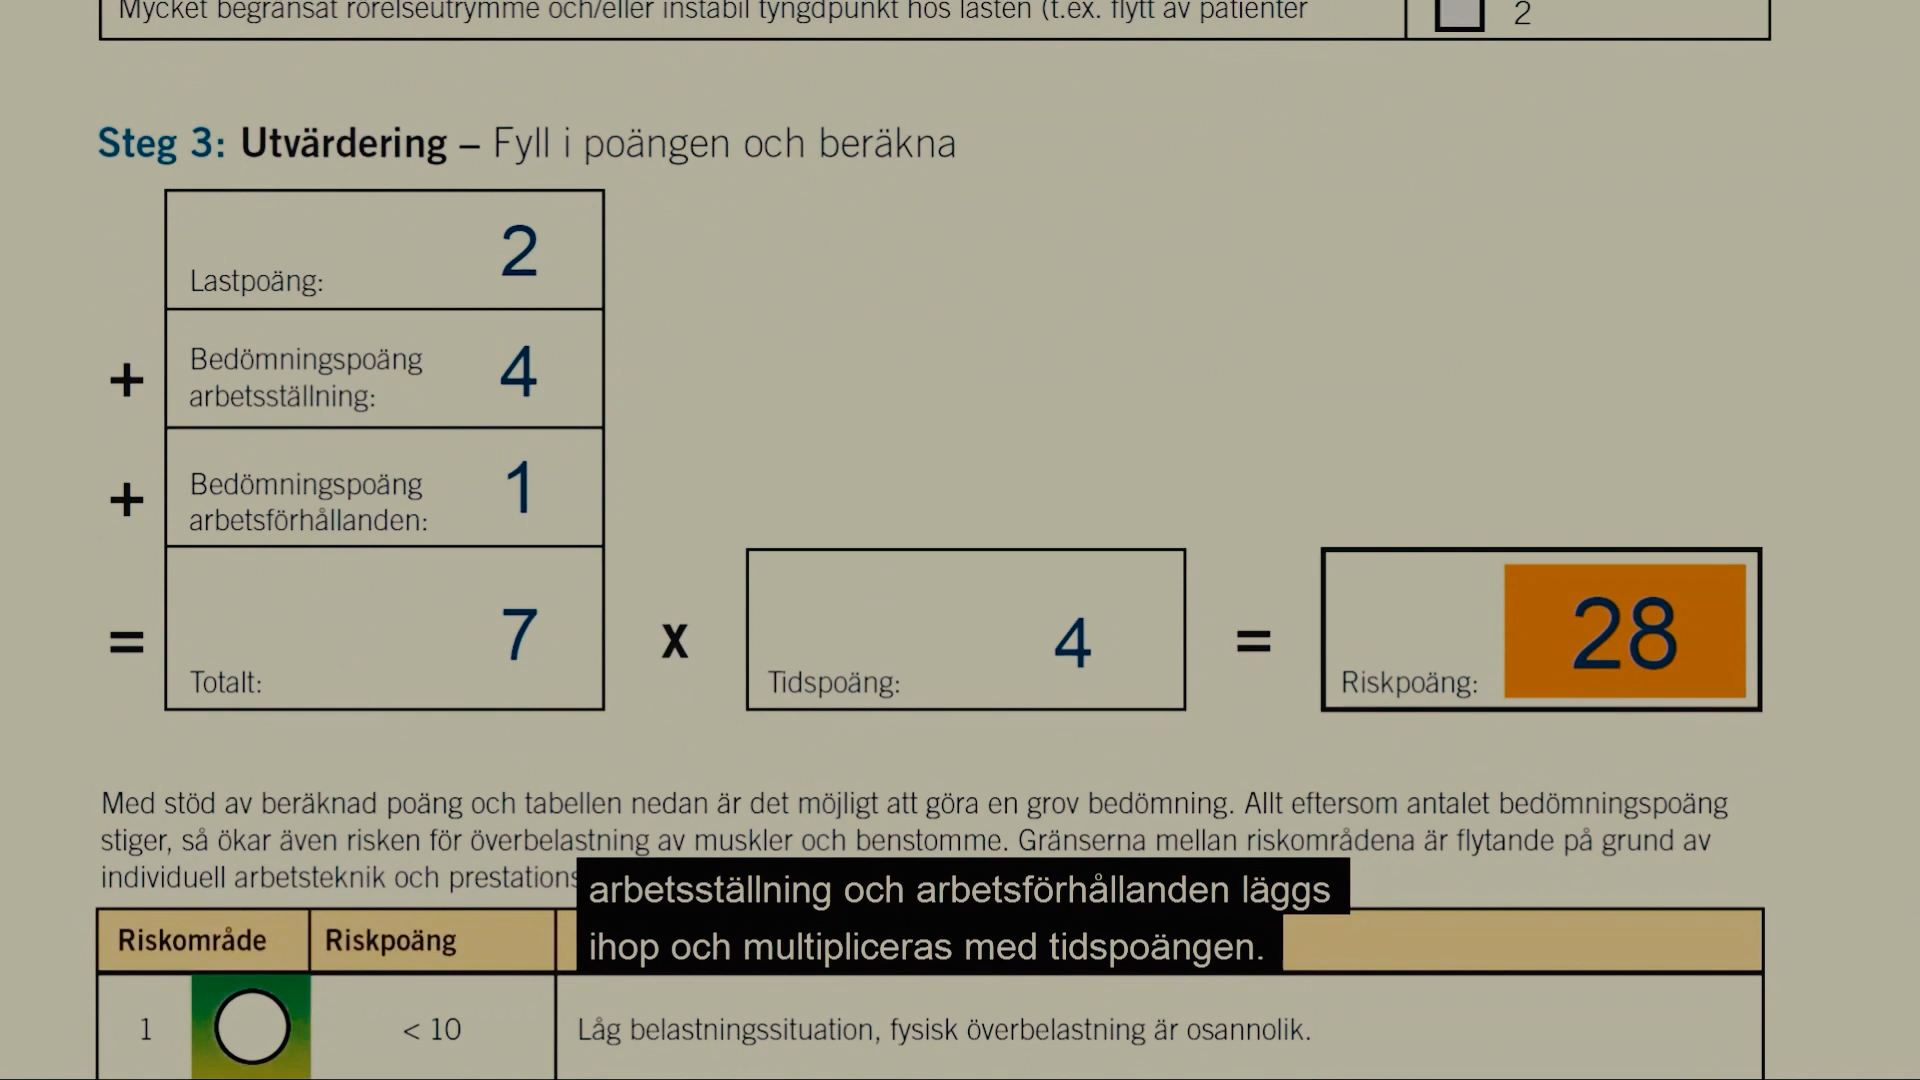 Mycket begränsat rörelseutrymme och/eller instabil tyngdpunkt hos lasten (t.ex. flytt av patienter
2
Steg 3: Utvärdering – Fyll i poängen och beräkna
Lastpoäng: 2
+ Bedömningspoäng
arbetsställning: 4
+ Bedömningspoäng
arbetsförhållanden: 1
= Totalt: 7 x Tidspoäng: 4 = Riskpoäng: 28
Med stöd av beräknad poäng och tabellen nedan är det möjligt att göra en grov bedömning. Allt eftersom antalet bedömningspoäng
stiger, så ökar även risken för överbelastning av muskler och benstomme. Gränserna mellan riskområdena är flytande på grund av
individuell arbetsteknik och prestations
arbetsställning och arbetsförhållanden läggs
ihop och multipliceras med tidspoängen.
Riskområde Riskpoäng
1 < 10 Låg belastningssituation, fysisk överbelastning är osannolik.